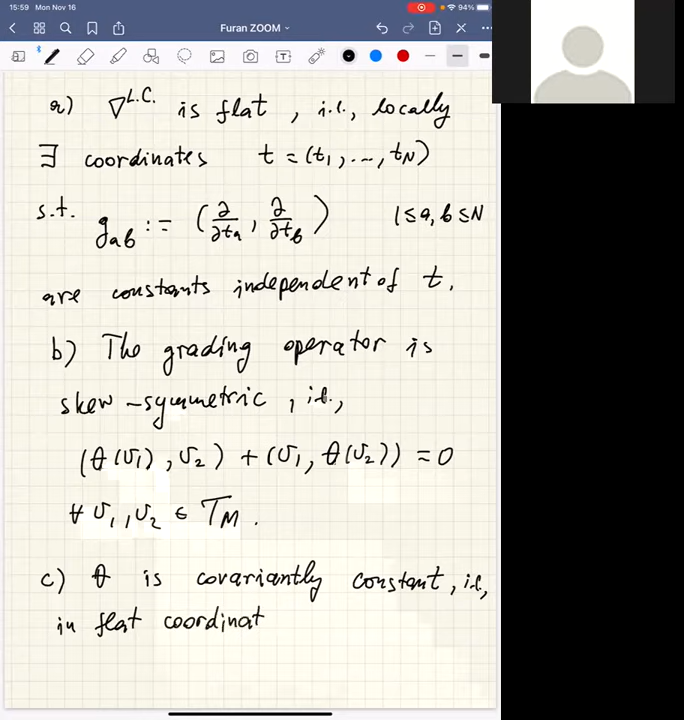 15:59 Mon Nov 16
94%
Furan ZOOM
a) ∇^{L.C.} is flat, i.e., locally
∃ coordinates t = (t_1, ..., t_N)
s.t. g_{ab} := (∂/∂t_a, ∂/∂t_b) 1 ≤ a, b ≤ N
are constants independent of t.
b) The grading operator is
skew-symmetric, i.e.,
(θ(v_1), v_2) + (v_1, θ(v_2)) = 0
∀ v_1, v_2 ∈ T_M.
c) θ is covariantly constant, i.e,
in flat coordinat